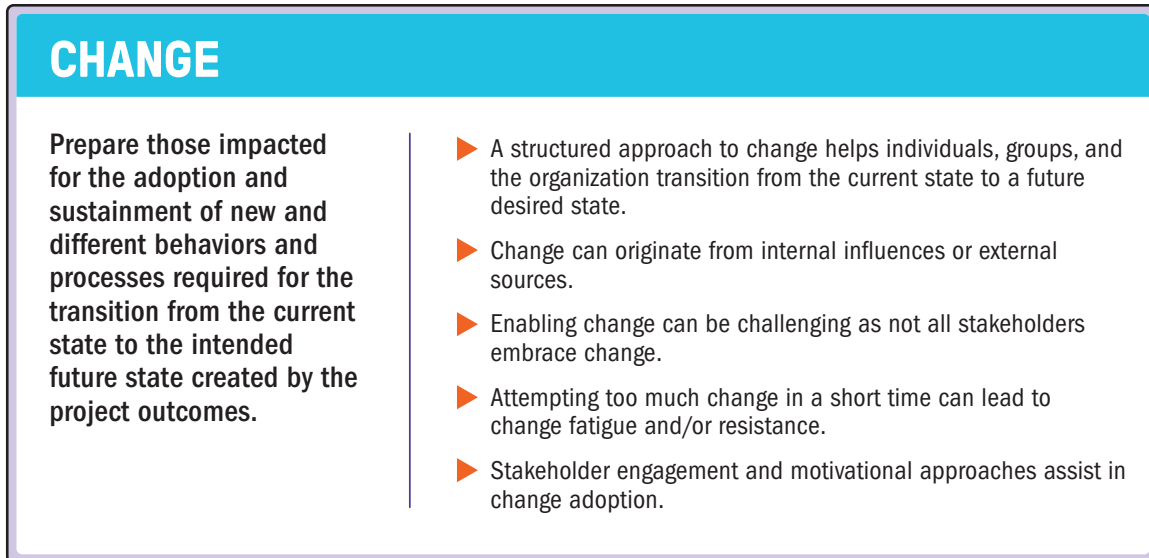 CHANGE
Prepare those impacted
for the adoption and
sustainment of new and
different behaviors and
processes required for the
transition from the current
state to the intended
future state created by the
project outcomes.
A structured approach to change helps individuals, groups, and
the organization transition from the current state to a future
desired state.
Change can originate from internal influences or external
sources.
Enabling change can be challenging as not all stakeholders
embrace change.
Attempting too much change in a short time can lead to
change fatigue and/or resistance.
Stakeholder engagement and motivational approaches assist in
change adoption.